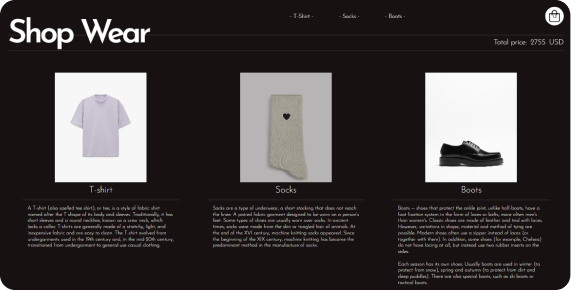 - T-Shirt -
- Socks -
- Boots -
Shop Wear
Total price: 2755 USD
T-shirt
Socks
Boots
A T-shirt (also spelled tee shirt), or tee, is a style of fabric shirt
named after the T shape of its body and sleeves. Traditionally, it has
short sleeves and a round neckline, known as a crew neck, which
lacks a collar. T-shirts are generally made of a stretchy, light, and
inexpensive fabric and are easy to clean. The T-shirt evolved from
undergarments used in the 19th century and, in the mid-20th century,
transitioned from undergarment to general-use casual clothing.
Socks are a type of underwear, a short stocking that does not reach
the knee. A paired fabric garment designed to be worn on a person's
feet. Some types of shoes are usually worn over socks. In ancient
times, socks were made from the skin or tangled hair of animals. At
the end of the XVI century, machine knitting socks appeared. Since
the beginning of the XIX century, machine knitting has become the
predominant method in the manufacture of socks.
Boots — shoes that protect the ankle joint, unlike half-boots, have a
foot fixation system in the form of laces or bolts, more often men's
than women's. Classic shoes are made of leather and tied with laces.
However, variations in shape, material and method of tying are
possible. Modern shoes often use a zipper instead of laces (or
together with them). In addition, some shoes (for example, Chelsea)
do not have lacing at all, but instead use two rubber inserts on the
sides.
Each season has its own shoes. Usually boots are used in winter (to
protect from snow), spring and autumn (to protect from dirt and
deep puddles). There are also special boots, such as ski boots or
tactical boots.